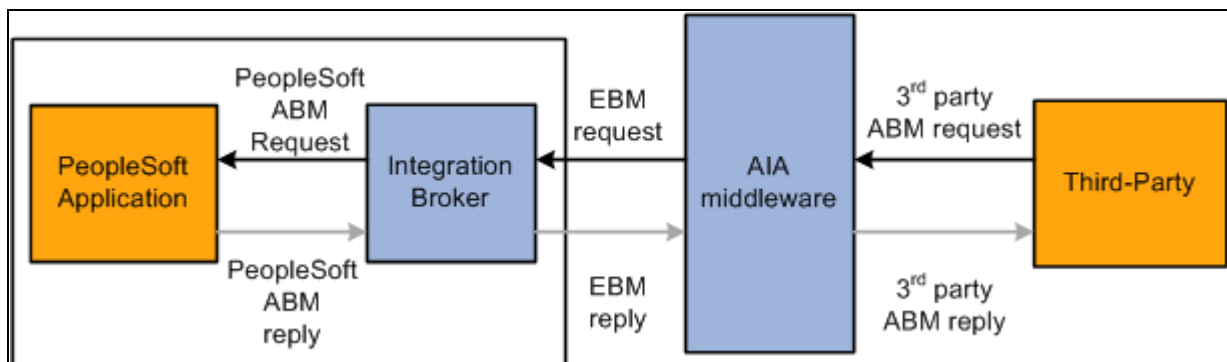 PeopleSoft
Application
PeopleSoft
ABM
Request
PeopleSoft
ABM
reply
Integration
Broker
EBM
request
EBM
reply
AIA
middleware
3rd party
ABM request
3rd party
ABM reply
Third-Party